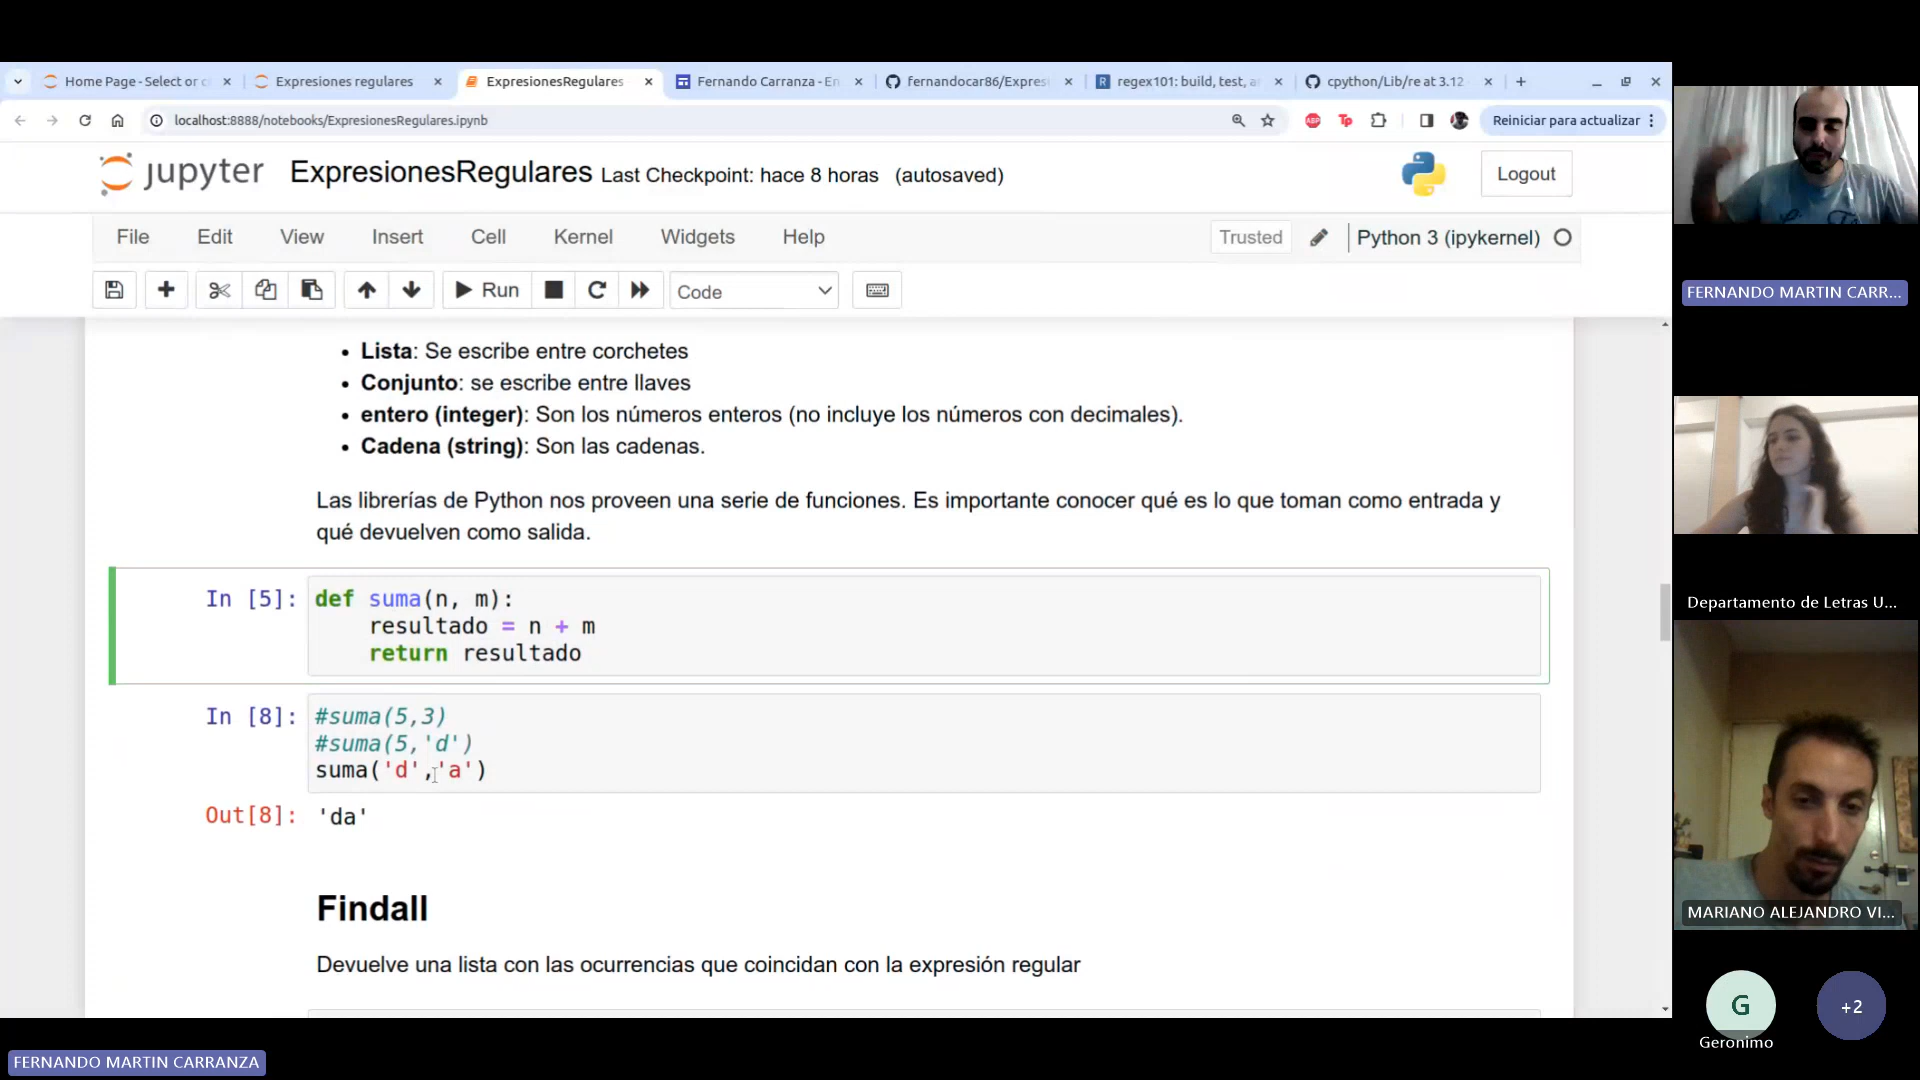 Home Page - Select or c
Expresiones regulares
ExpresionesRegulares
Fernando Carranza - En
fernandocar86/Expres
regex101: build, test, a
cpython/Lib/re at 3.12
localhost:8888/notebooks/ExpresionesRegulares.ipynb
ABP
Tp
Reiniciar para actualizar
jupyter
ExpresionesRegulares Last Checkpoint: hace 8 horas (autosaved)
Logout
File Edit View Insert Cell Kernel Widgets Help
Trusted
Python 3 (ipykernel)
Run
Code
• Lista: Se escribe entre corchetes
• Conjunto: se escribe entre llaves
• entero (integer): Son los números enteros (no incluye los números con decimales).
• Cadena (string): Son las cadenas.
Las librerías de Python nos proveen una serie de funciones. Es importante conocer qué es lo que toman como entrada y
qué devuelven como salida.
In [5]: def suma(n, m):
resultado = n + m
return resultado
In [8]: #suma(5,3)
#suma(5,'d')
suma('d','a')
Out[8]: 'da'
Findall
Devuelve una lista con las ocurrencias que coincidan con la expresión regular
FERNANDO MARTIN CARR...
Departamento de Letras U...
MARIANO ALEJANDRO VI...
G
+2
Geronimo
FERNANDO MARTIN CARRANZA